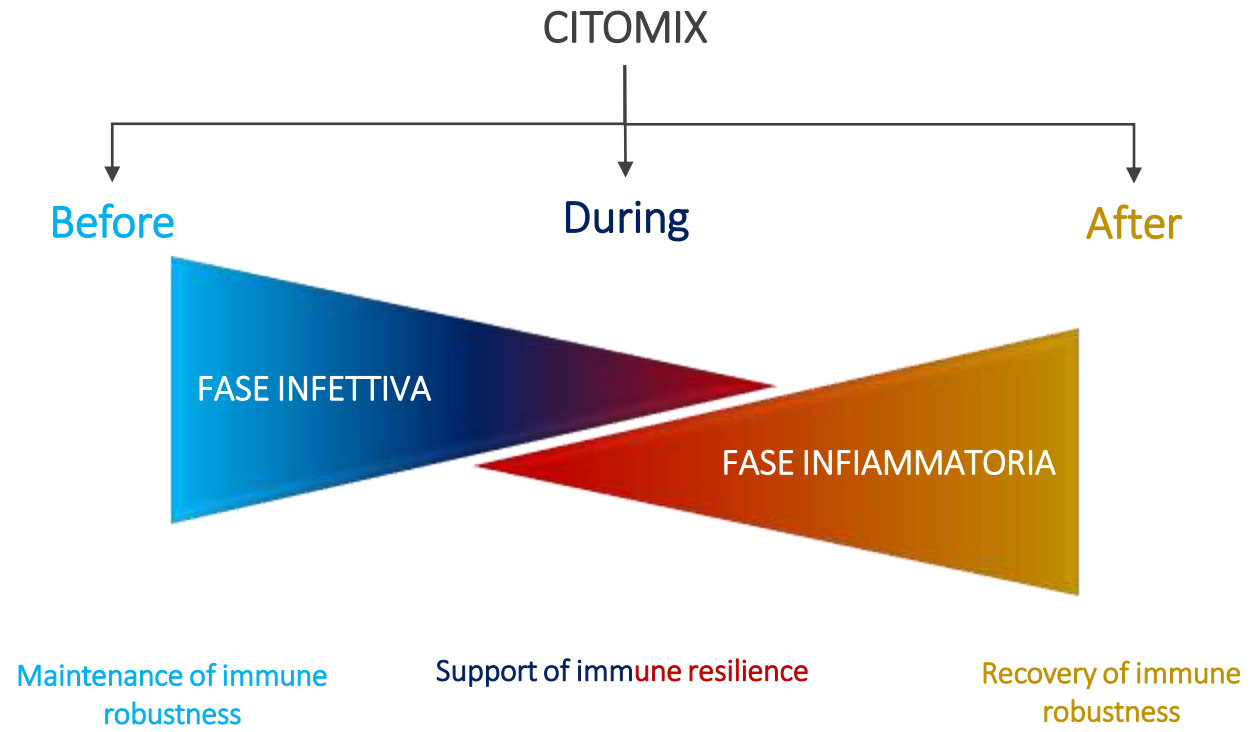 CITOMIX
Before
During
After
FASE INFETTIVA
FASE INFIAMMATORIA
Maintenance of immune
robustness
Support of immune resilience
Recovery of immune
robustness